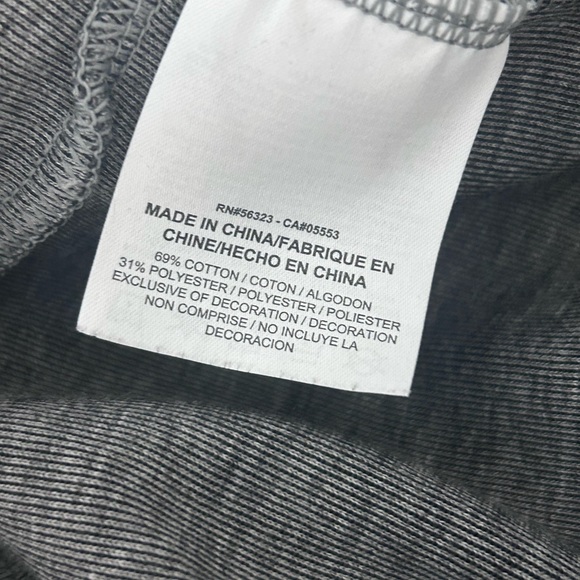 RN#56323 - CA#05553
MADE IN CHINA/FABRIQUE EN
CHINE/HECHO EN CHINA
69% COTTON / COTON / ALGODON
31% POLYESTER / POLYESTER / POLIESTER
EXCLUSIVE OF DECORATION / DECORATION
NON COMPRISE / NO INCLUYE LA
DECORACION